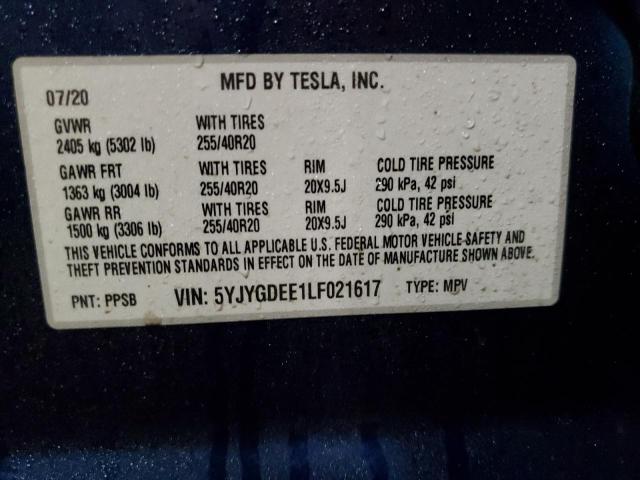 MFD BY TESLA, INC.
07/20
GVWR WITH TIRES
2405 kg (5302 lb) 255/40R20
GAWR FRT WITH TIRES RIM COLD TIRE PRESSURE
1363 kg (3004 lb) 255/40R20 20X9.5J 290 kPa, 42 psi
GAWR RR WITH TIRES RIM COLD TIRE PRESSURE
1500 kg (3306 lb) 255/40R20 20X9.5J 290 kPa, 42 psi
THIS VEHICLE CONFORMS TO ALL APPLICABLE U.S. FEDERAL MOTOR VEHICLE SAFETY AND
THEFT PREVENTION STANDARDS IN EFFECT ON THE DATE OF MANUFACTURE SHOWN ABOVE.
PNT: PPSB VIN: 5YJYGDEE1LF021617 TYPE: MPV